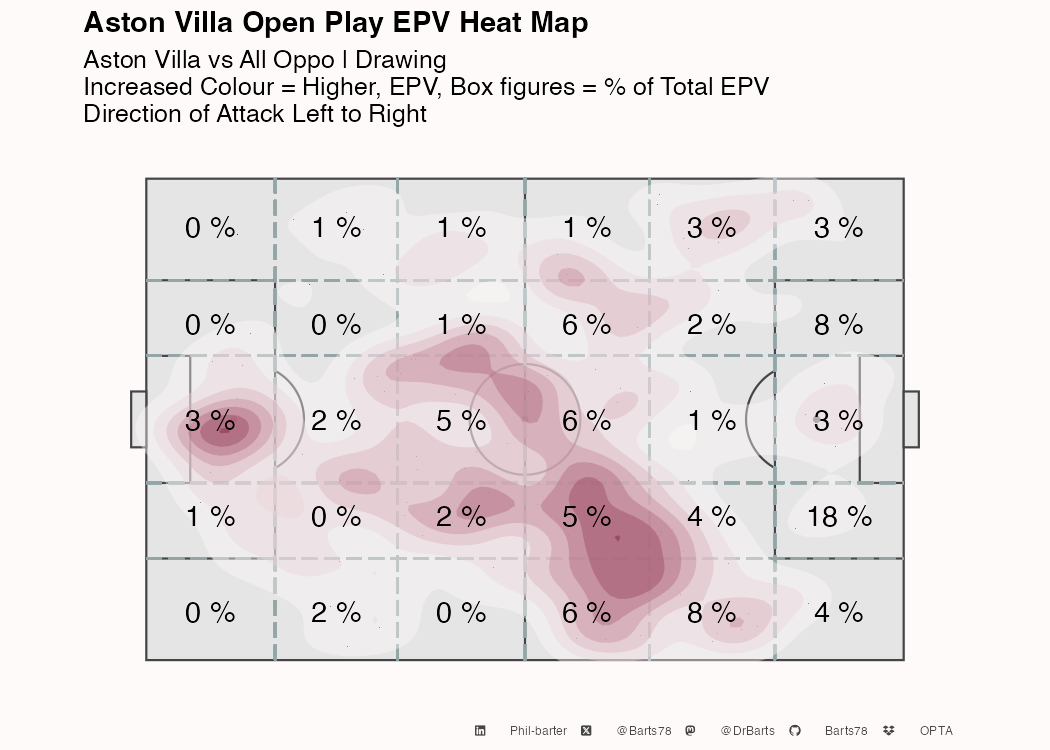 Aston Villa Open Play EPV Heat Map
Aston Villa vs All Oppo | Drawing
Increased Colour = Higher, EPV, Box figures = % of Total EPV
Direction of Attack Left to Right
0 % 1 % 1 % 1 % 3 % 3 %
0 % 0 % 1 % 6 % 2 % 8 %
3 % 2 % 5 % 6 % 1 % 3 %
1 % 0 % 2 % 5 % 4 % 18 %
0 % 2 % 0 % 6 % 8 % 4 %
Phil-barter @Barts78 @DrBarts Barts78 OPTA